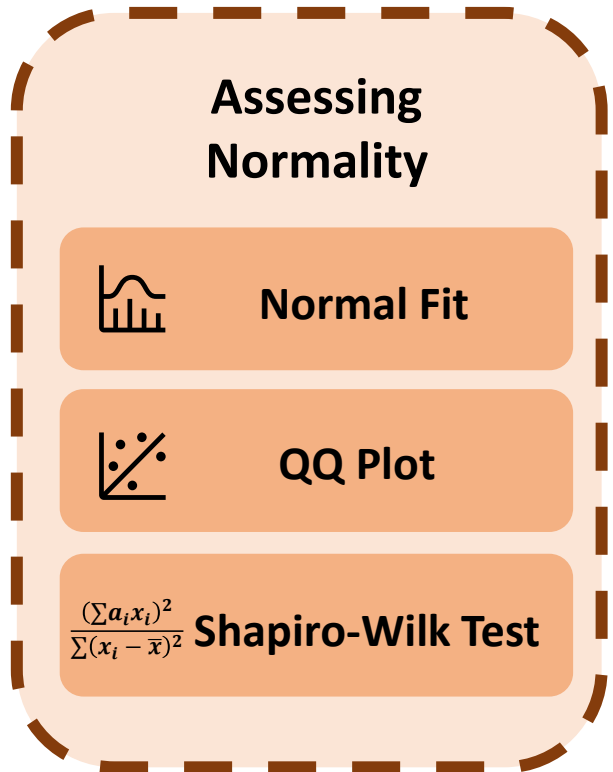 Assessing
Normality
Normal Fit
QQ Plot
(∑aᵢxᵢ)²
∑(xᵢ − x̄)²
Shapiro-Wilk Test